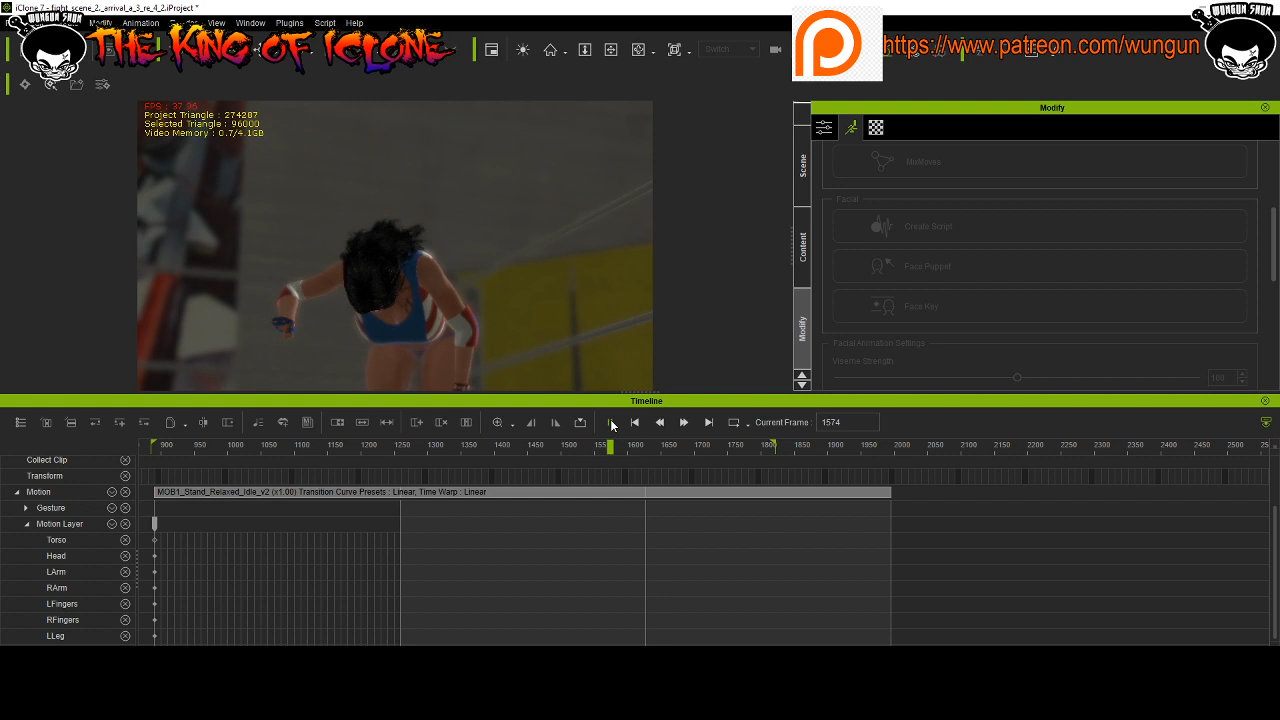 iClone 7 - fight_scene_2._arrival_a_3_re_4_2.iProject *
Modify Animation Render View Window Plugins Script Help
WUNGUN SHUN
THE KING OF ICLONE
Switch
https://www.patreon.com/wungun
WUNGUN SHUN
FPS : 37.96
Project Triangle : 274287
Selected Triangle : 96000
Video Memory : 0.7/4.1GB
Modify
Scene
Content
Modify
MixMoves
Facial
Create Script
Face Puppet
Face Key
Facial Animation Settings
Viseme Strength
100
Timeline
Current Frame : 1574
900 950 1000 1050 1100 1150 1200 1250 1300 1350 1400 1450 1500 1600 1650 1700 1750 1800 1850 1900 1950 2000 2050 2100 2150 2200 2250 2300 2350 2400 2450 2500
Collect Clip
Transform
Motion
MOB1_Stand_Relaxed_Idle_v2 (x1.00) Transition Curve Presets : Linear, Time Warp : Linear
Gesture
Motion Layer
Torso
Head
LArm
RArm
LFingers
RFingers
LLeg